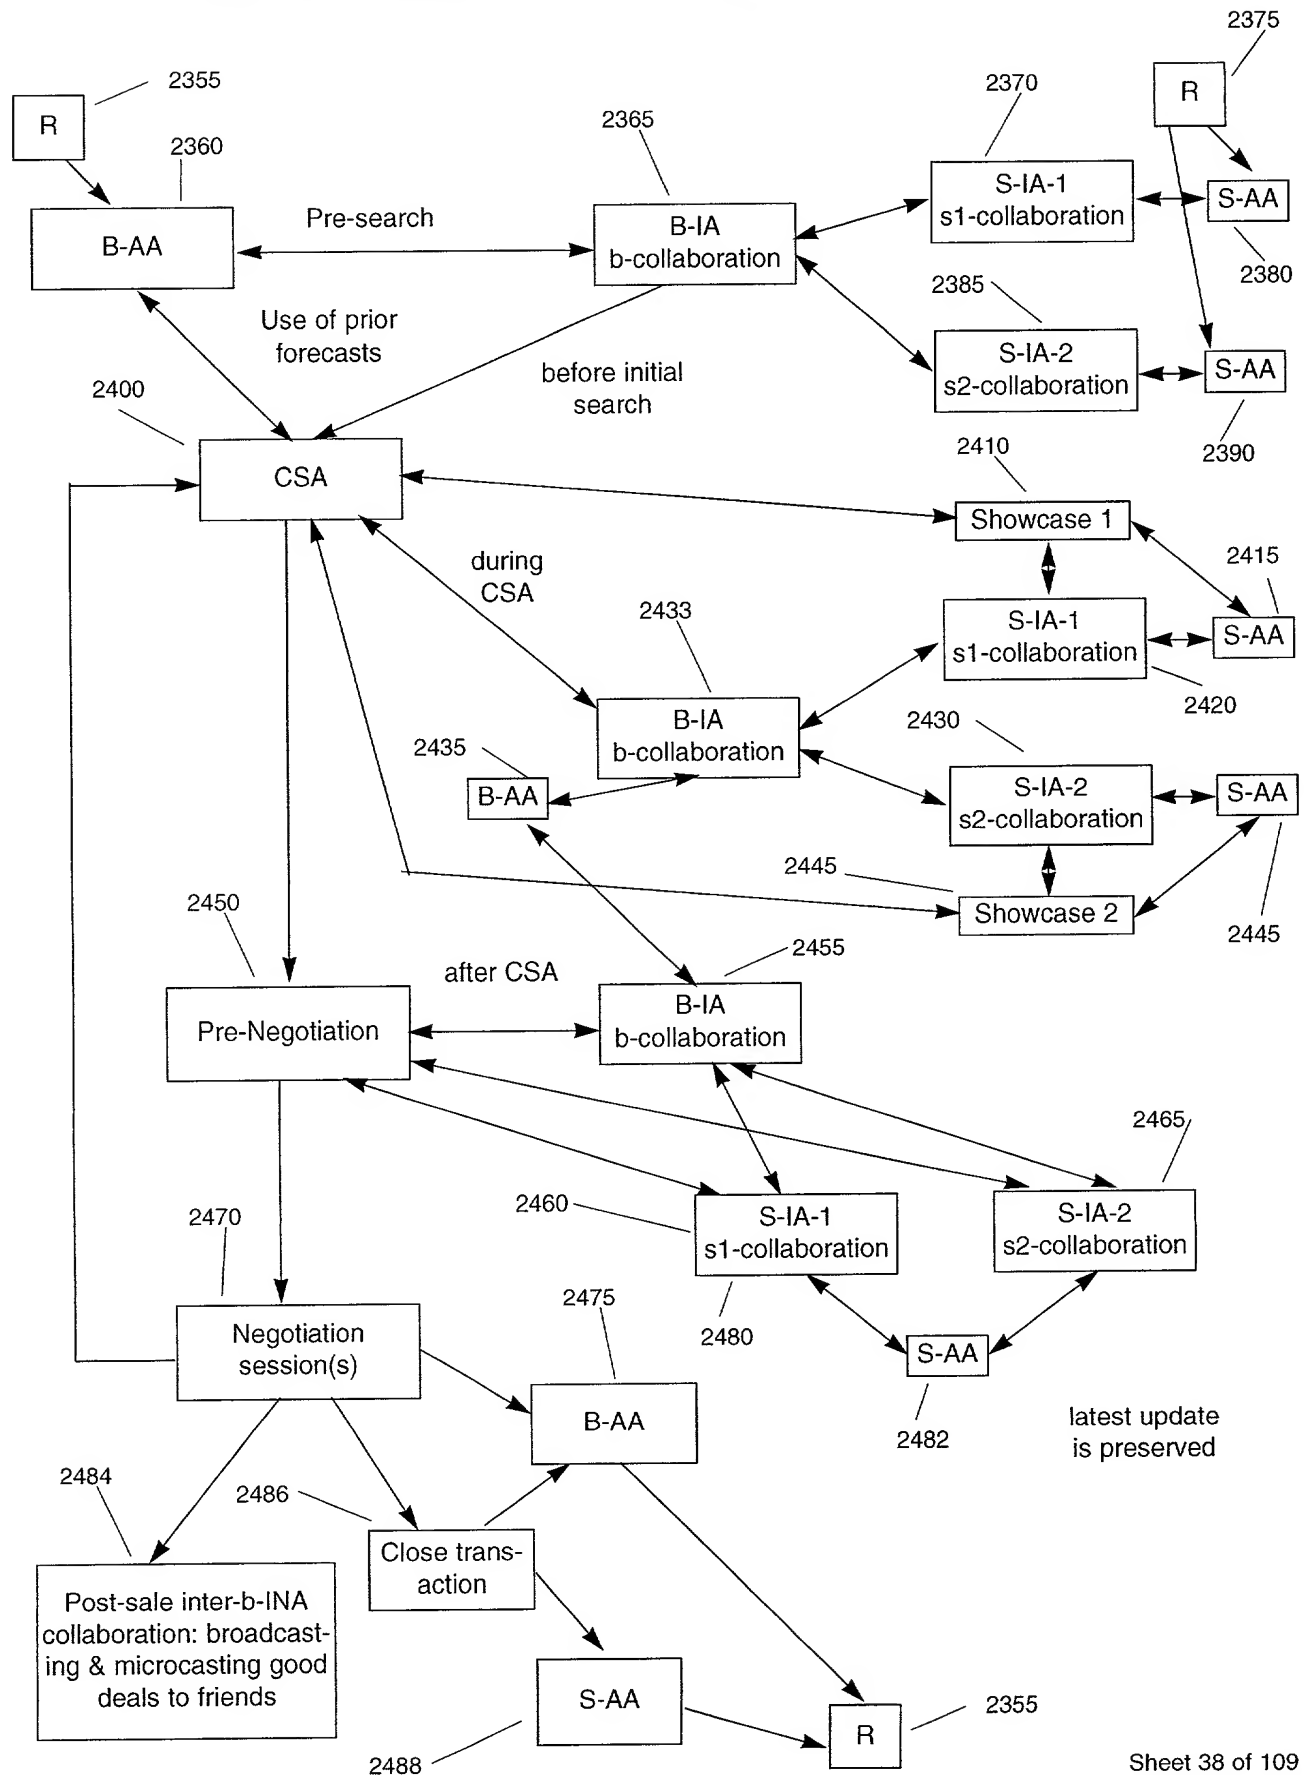 2375
2355
R
2370
R
2365
2360
S-IA-1
s1-collaboration
S-AA
B-AA
Pre-search
B-IA
b-collaboration
2380
2385
Use of prior
forecasts
S-IA-2
s2-collaboration
S-AA
before initial
search
2400
2390
2410
CSA
Showcase 1
during
CSA
2415
2433
S-IA-1
s1-collaboration
S-AA
2420
2430
B-IA
b-collaboration
2435
B-AA
S-IA-2
s2-collaboration
S-AA
2445
Showcase 2
2445
2450
after CSA
2455
Pre-Negotiation
B-IA
b-collaboration
2465
2460
S-IA-1
s1-collaboration
S-IA-2
s2-collaboration
2470
2480
2475
Negotiation
session(s)
S-AA
2482
B-AA
latest update
is preserved
2484
2486
Close trans-
action
Post-sale inter-b-INA
collaboration: broadcast-
ing & microcasting good
deals to friends
S-AA
2488
R
2355
Sheet 38 of 109